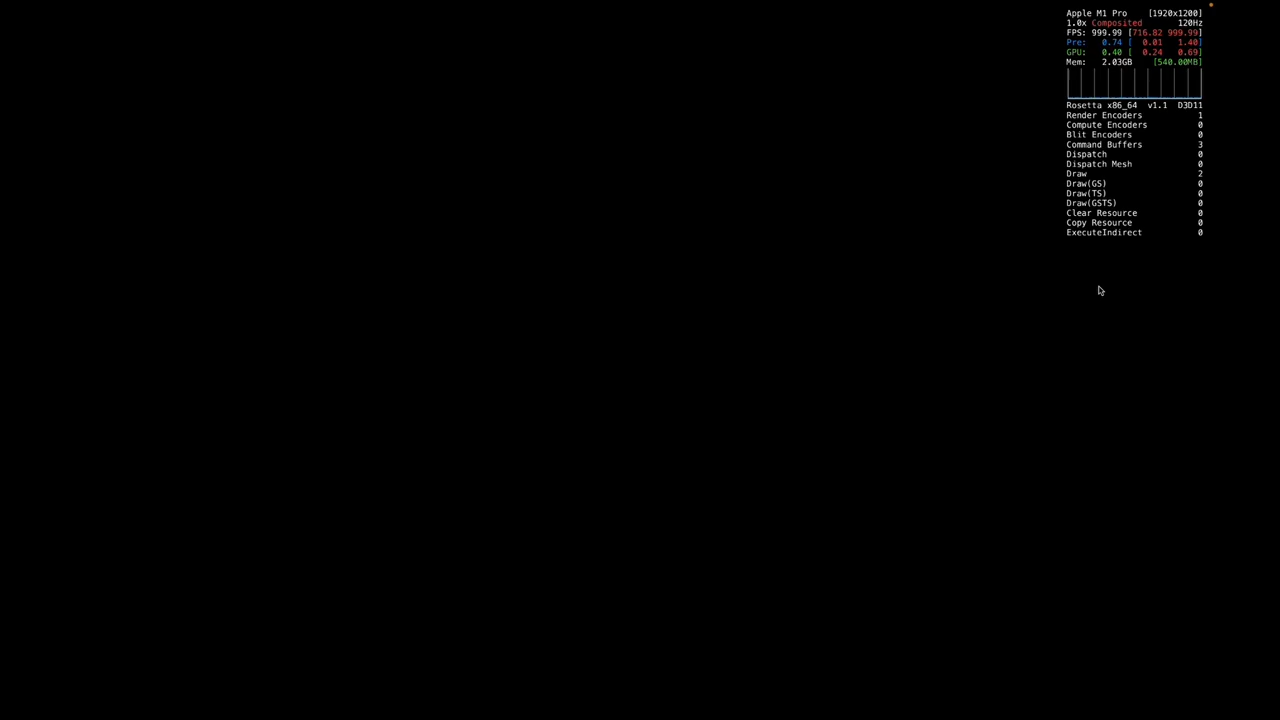 Apple M1 Pro [1920x1200]
1.0x Composited 120Hz
FPS: 999.99 [716.82 999.99]
Pre: 0.74 [ 0.01 1.40]
GPU: 0.40 [ 0.24 0.69]
Mem: 2.03GB [540.00MB]
Rosetta x86_64 v1.1 D3D11
Render Encoders 1
Compute Encoders 0
Blit Encoders 0
Command Buffers 3
Dispatch 0
Dispatch Mesh 0
Draw 2
Draw(GS) 0
Draw(TS) 0
Draw(GSTS) 0
Clear Resource 0
Copy Resource 0
ExecuteIndirect 0